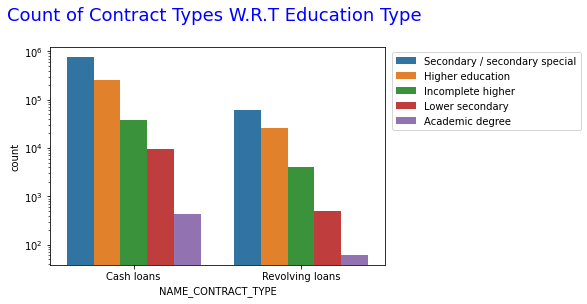 Count of Contract Types W.R.T Education Type
10⁶
10⁵
10⁴
10³
10²
count
Cash loans
Revolving loans
NAME_CONTRACT_TYPE
Secondary / secondary special
Higher education
Incomplete higher
Lower secondary
Academic degree